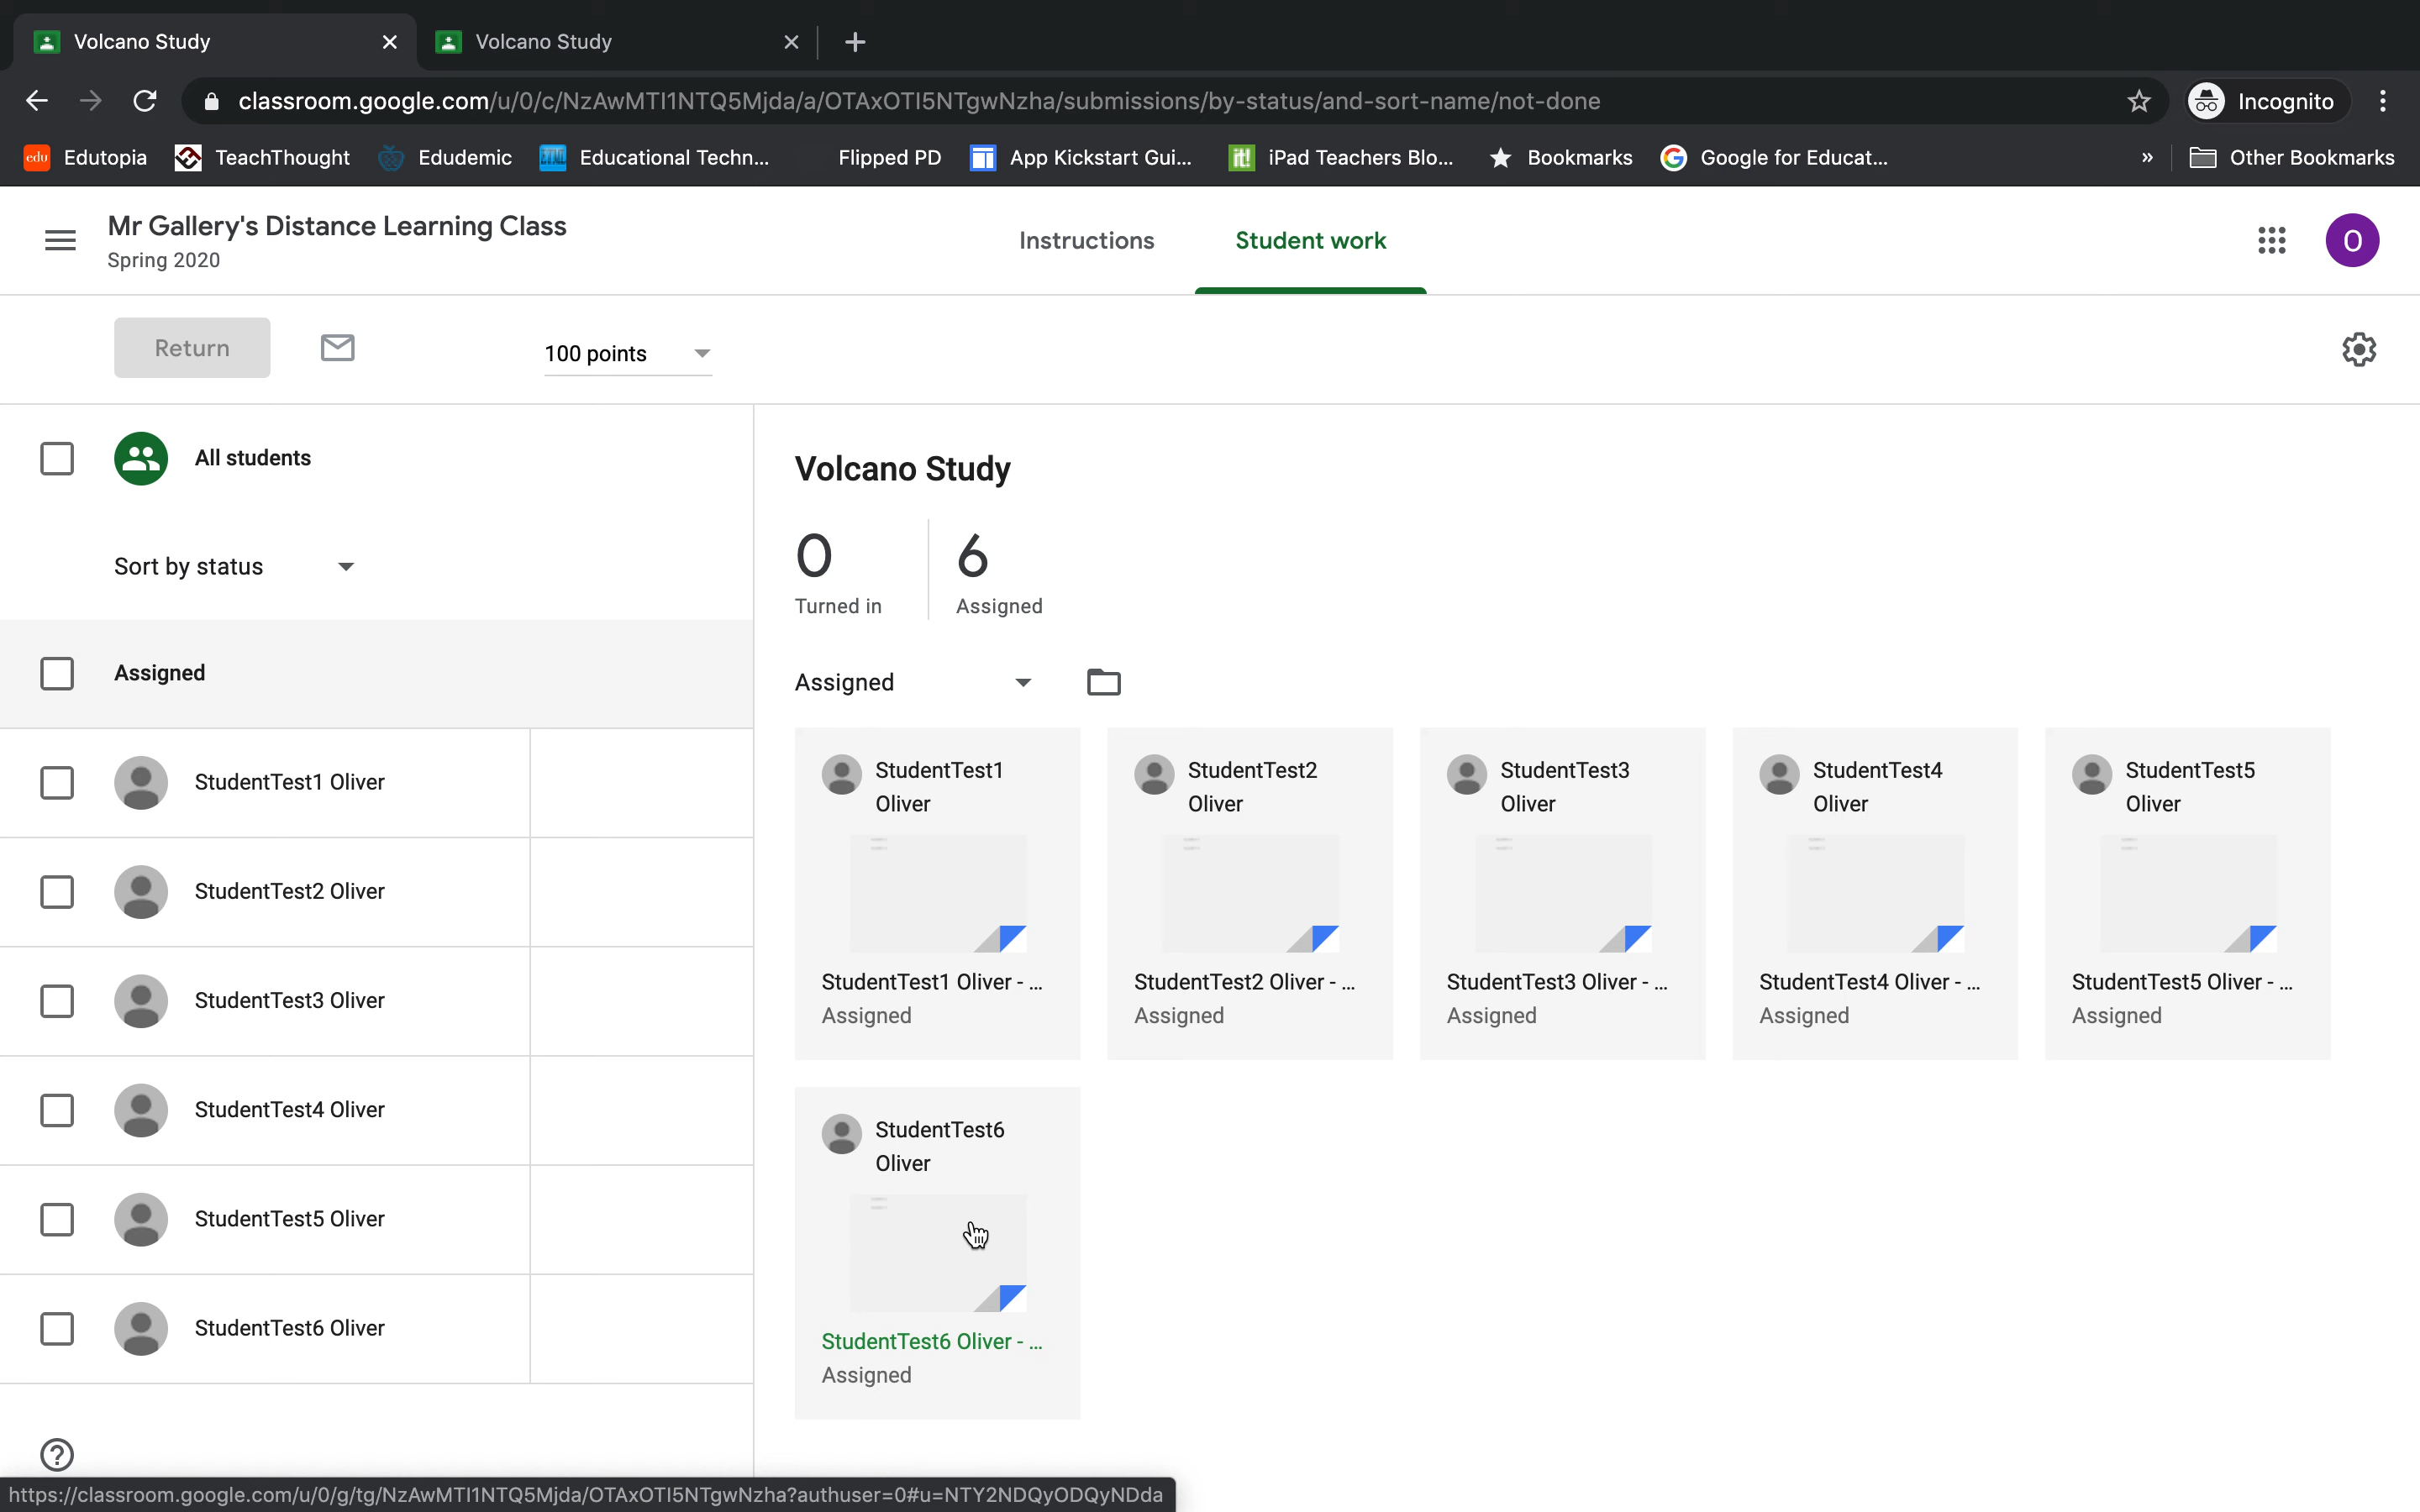 Volcano Study
Volcano Study
classroom.google.com/u/0/c/NzAwMTI1NTQ5Mjda/a/OTAxOTI5NTgwNzha/submissions/by-status/and-sort-name/not-done
Incognito
edu Edutopia
TeachThought
Edudemic
Educational Techn...
Flipped PD
App Kickstart Gui...
it! iPad Teachers Blo...
Bookmarks
Google for Educat...
»
Other Bookmarks
Mr Gallery's Distance Learning Class
Spring 2020
Instructions
Student work
O
Return
100 points
All students
Sort by status
Assigned
StudentTest1 Oliver
StudentTest2 Oliver
StudentTest3 Oliver
StudentTest4 Oliver
StudentTest5 Oliver
StudentTest6 Oliver
Volcano Study
0
Turned in
6
Assigned
Assigned
StudentTest1
Oliver
StudentTest1 Oliver - ...
Assigned
StudentTest2
Oliver
StudentTest2 Oliver - ...
Assigned
StudentTest3
Oliver
StudentTest3 Oliver - ...
Assigned
StudentTest4
Oliver
StudentTest4 Oliver - ...
Assigned
StudentTest5
Oliver
StudentTest5 Oliver - ...
Assigned
StudentTest6
Oliver
StudentTest6 Oliver - ...
Assigned
?
https://classroom.google.com/u/0/g/tg/NzAwMTI1NTQ5Mjda/OTAxOTI5NTgwNzha?authuser=0#u=NTY2NDQyODQyNDda